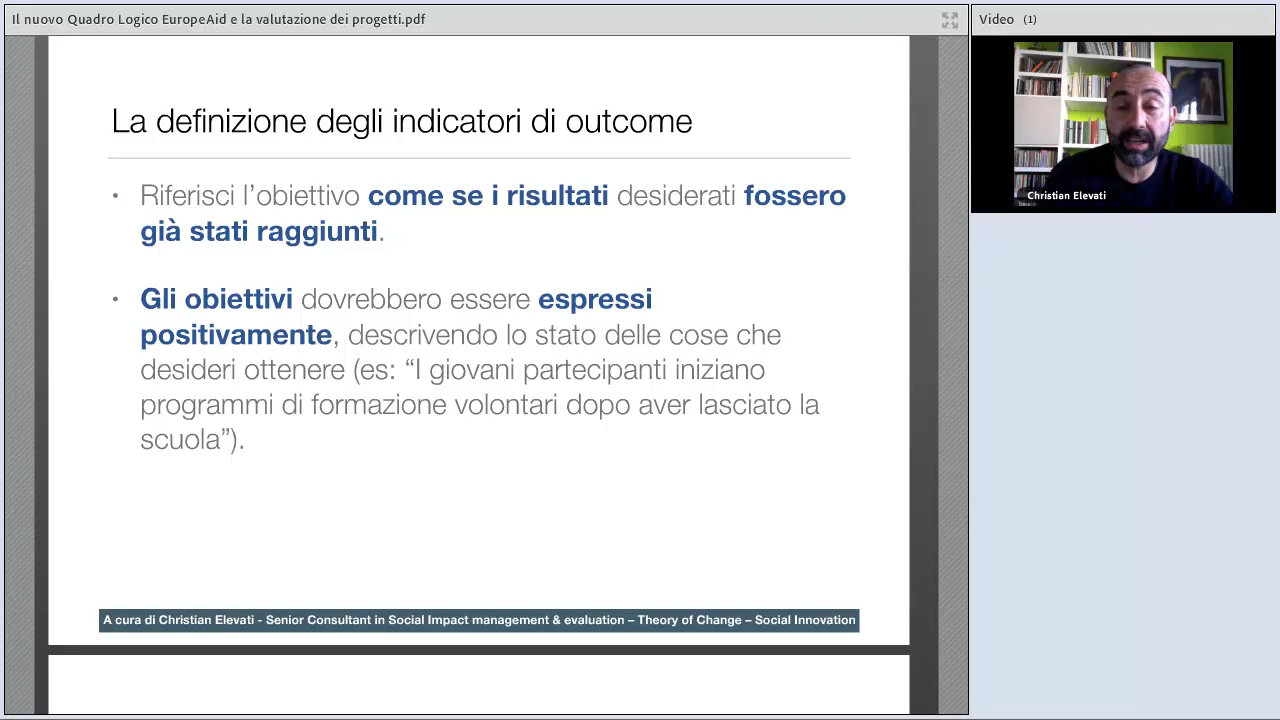 Il nuovo Quadro Logico EuropeAid e la valutazione dei progetti.pdf
Video (1)
Christian Elevati
La definizione degli indicatori di outcome
• Riferisci l’obiettivo come se i risultati desiderati fossero
già stati raggiunti.
• Gli obiettivi dovrebbero essere espressi
positivamente, descrivendo lo stato delle cose che
desideri ottenere (es: “I giovani partecipanti iniziano
programmi di formazione volontari dopo aver lasciato la
scuola”).
A cura di Christian Elevati - Senior Consultant in Social Impact management & evaluation – Theory of Change – Social Innovation